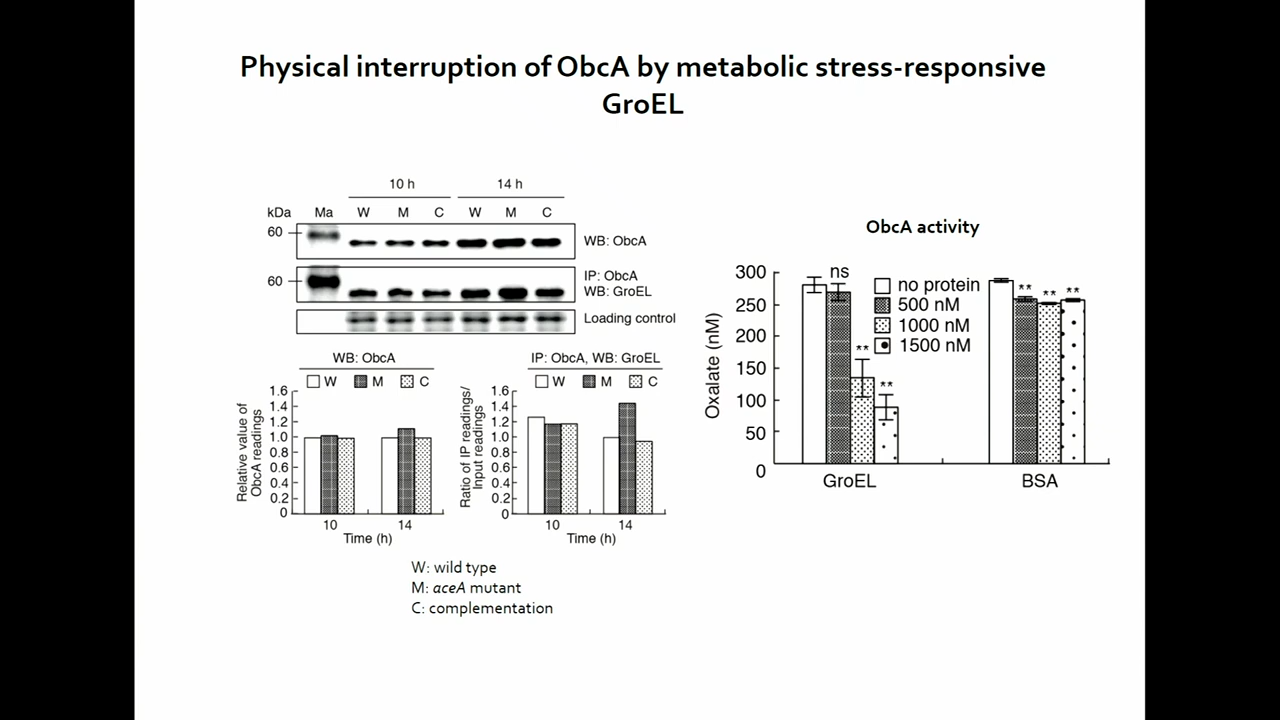 Physical interruption of ObcA by metabolic stress-responsive
GroEL
10 h 14 h
kDa Ma W M C W M C
60 WB: ObcA
60 IP: ObcA
WB: GroEL
Loading control
WB: ObcA
W M C
Relative value of
ObcA readings
1.6
1.4
1.2
1.0
0.8
0.6
0.4
0.2
0
10 14
Time (h)
IP: ObcA, WB: GroEL
W M C
Ratio of IP readings/
Input readings
1.6
1.4
1.2
1.0
0.8
0.6
0.4
0.2
0
10 14
Time (h)
W: wild type
M: aceA mutant
C: complementation
ObcA activity
Oxalate (nM)
300
250
200
150
100
50
0
ns
** **
** ** **
no protein
500 nM
1000 nM
1500 nM
GroEL BSA